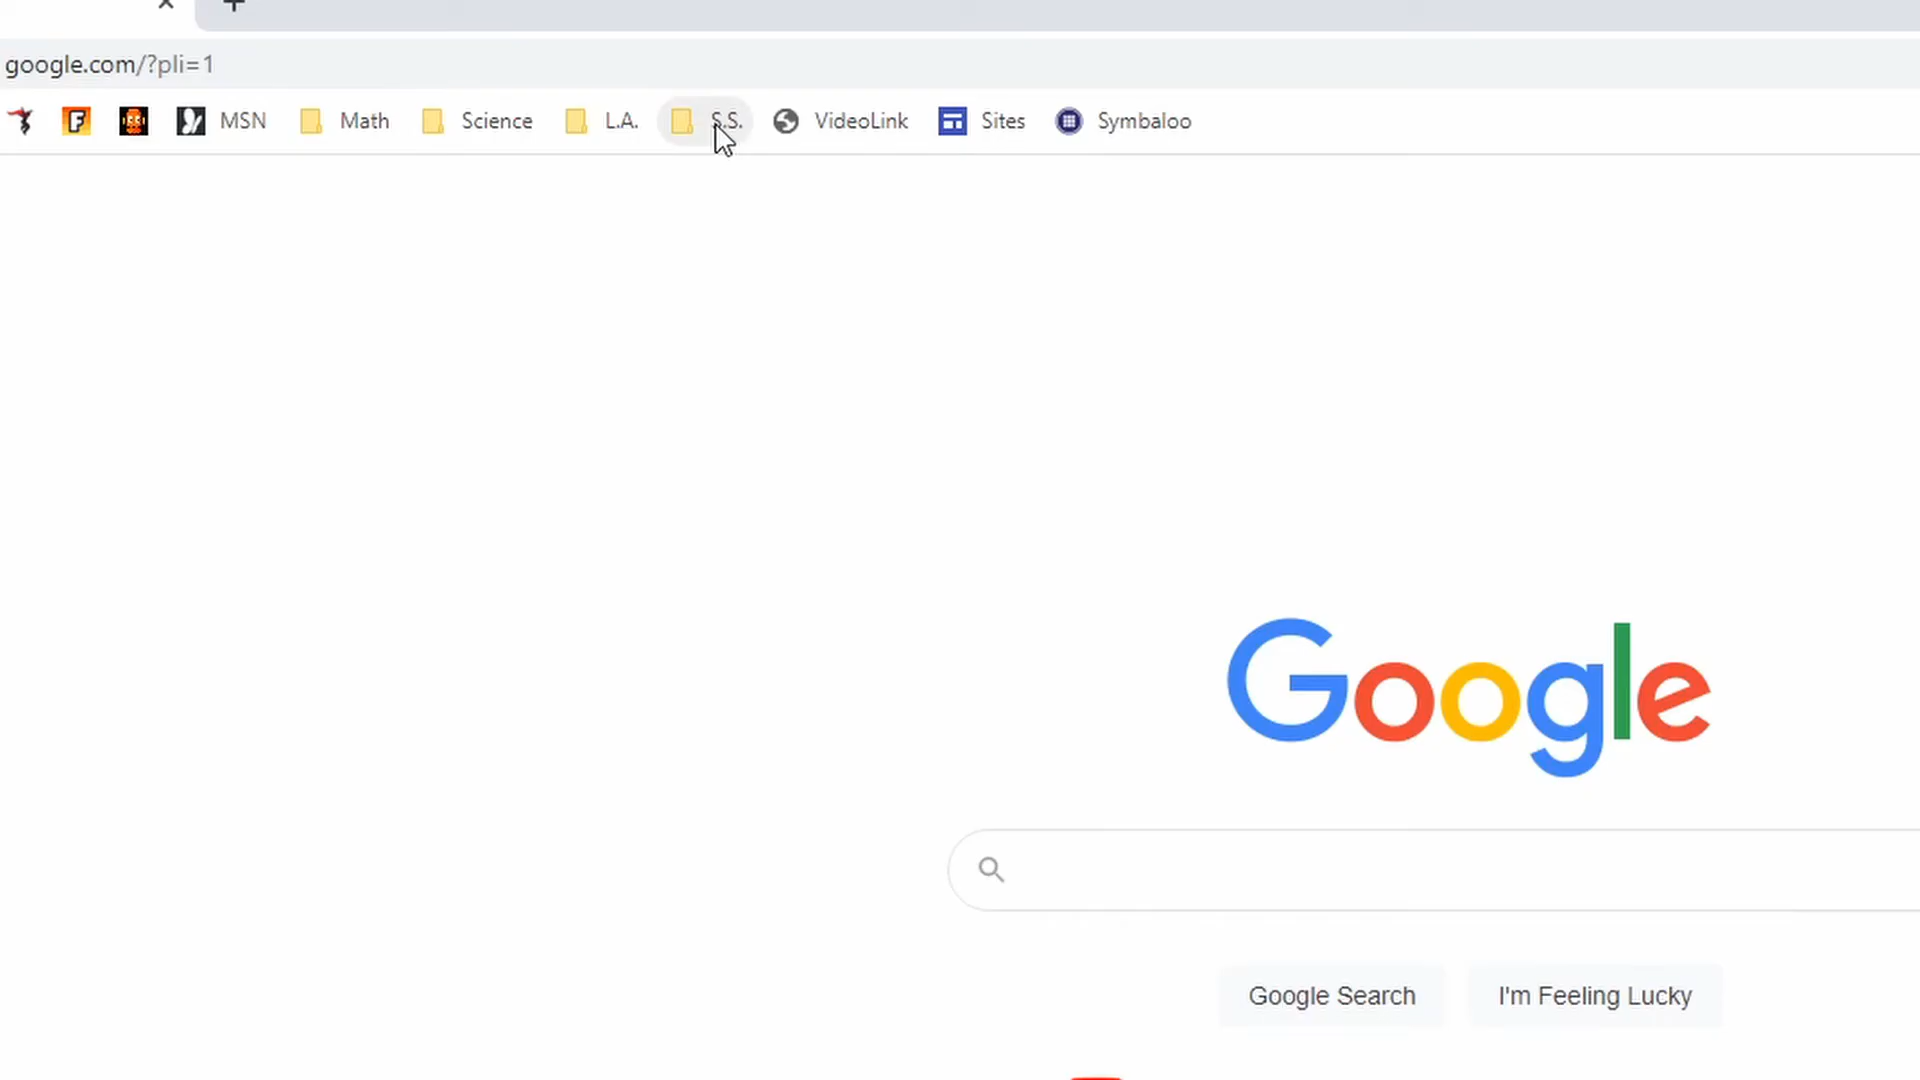 google.com/?pli=1
F MSN Math Science L.A. S.S. VideoLink Sites Symbaloo
Google
Google Search I'm Feeling Lucky